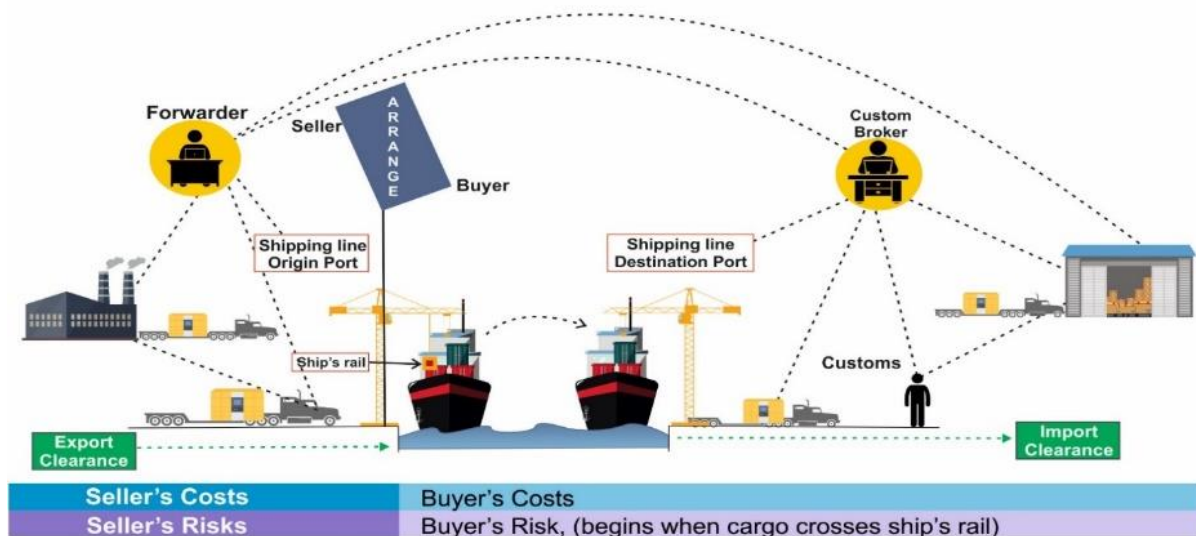 Forwarder
Seller
ARRANGE
Buyer
Custom
Broker
Shipping line
Origin Port
Shipping line
Destination Port
Ship's rail
Customs
Export
Clearance
Import
Clearance
Seller's Costs
Buyer's Costs
Seller's Risks
Buyer's Risk, (begins when cargo crosses ship's rail)